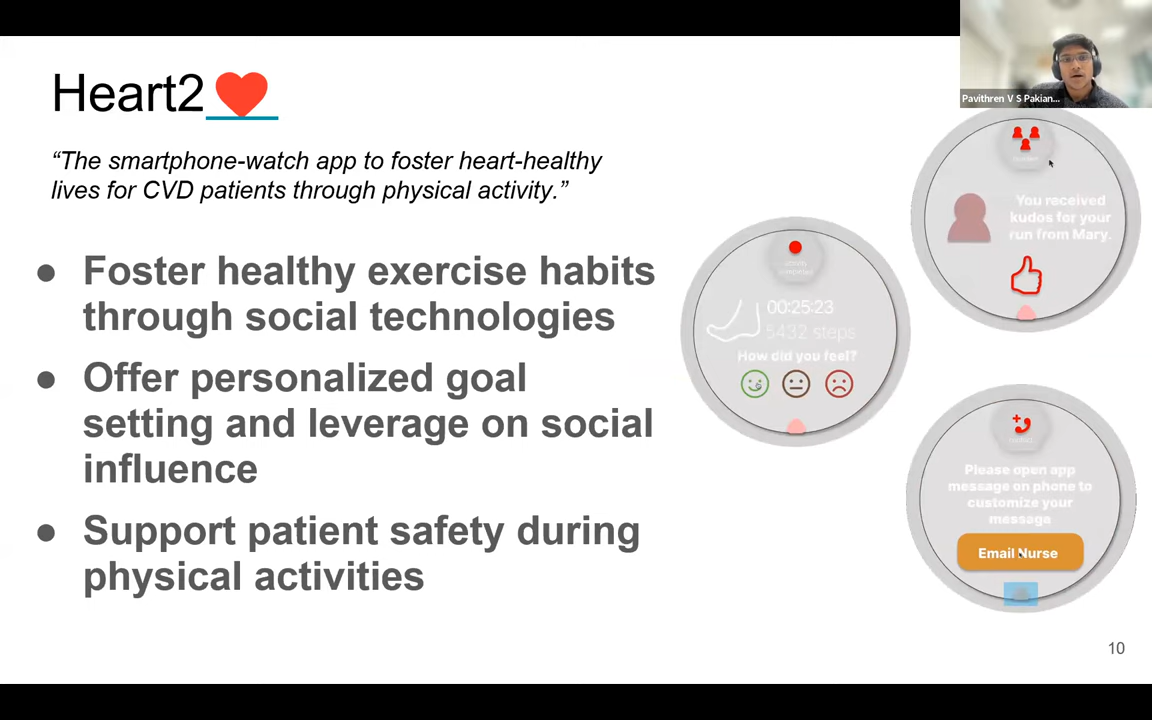 Heart2
“The smartphone-watch app to foster heart-healthy
lives for CVD patients through physical activity.”
● Foster healthy exercise habits
through social technologies
● Offer personalized goal
setting and leverage on social
influence
● Support patient safety during
physical activities
00:25:23
5432 steps
How did you feel?
Pavithren V S Pakian...
You received
kudos for your
run from Mary.
Please open app
message on phone to
customize your
message
Email Nurse
10